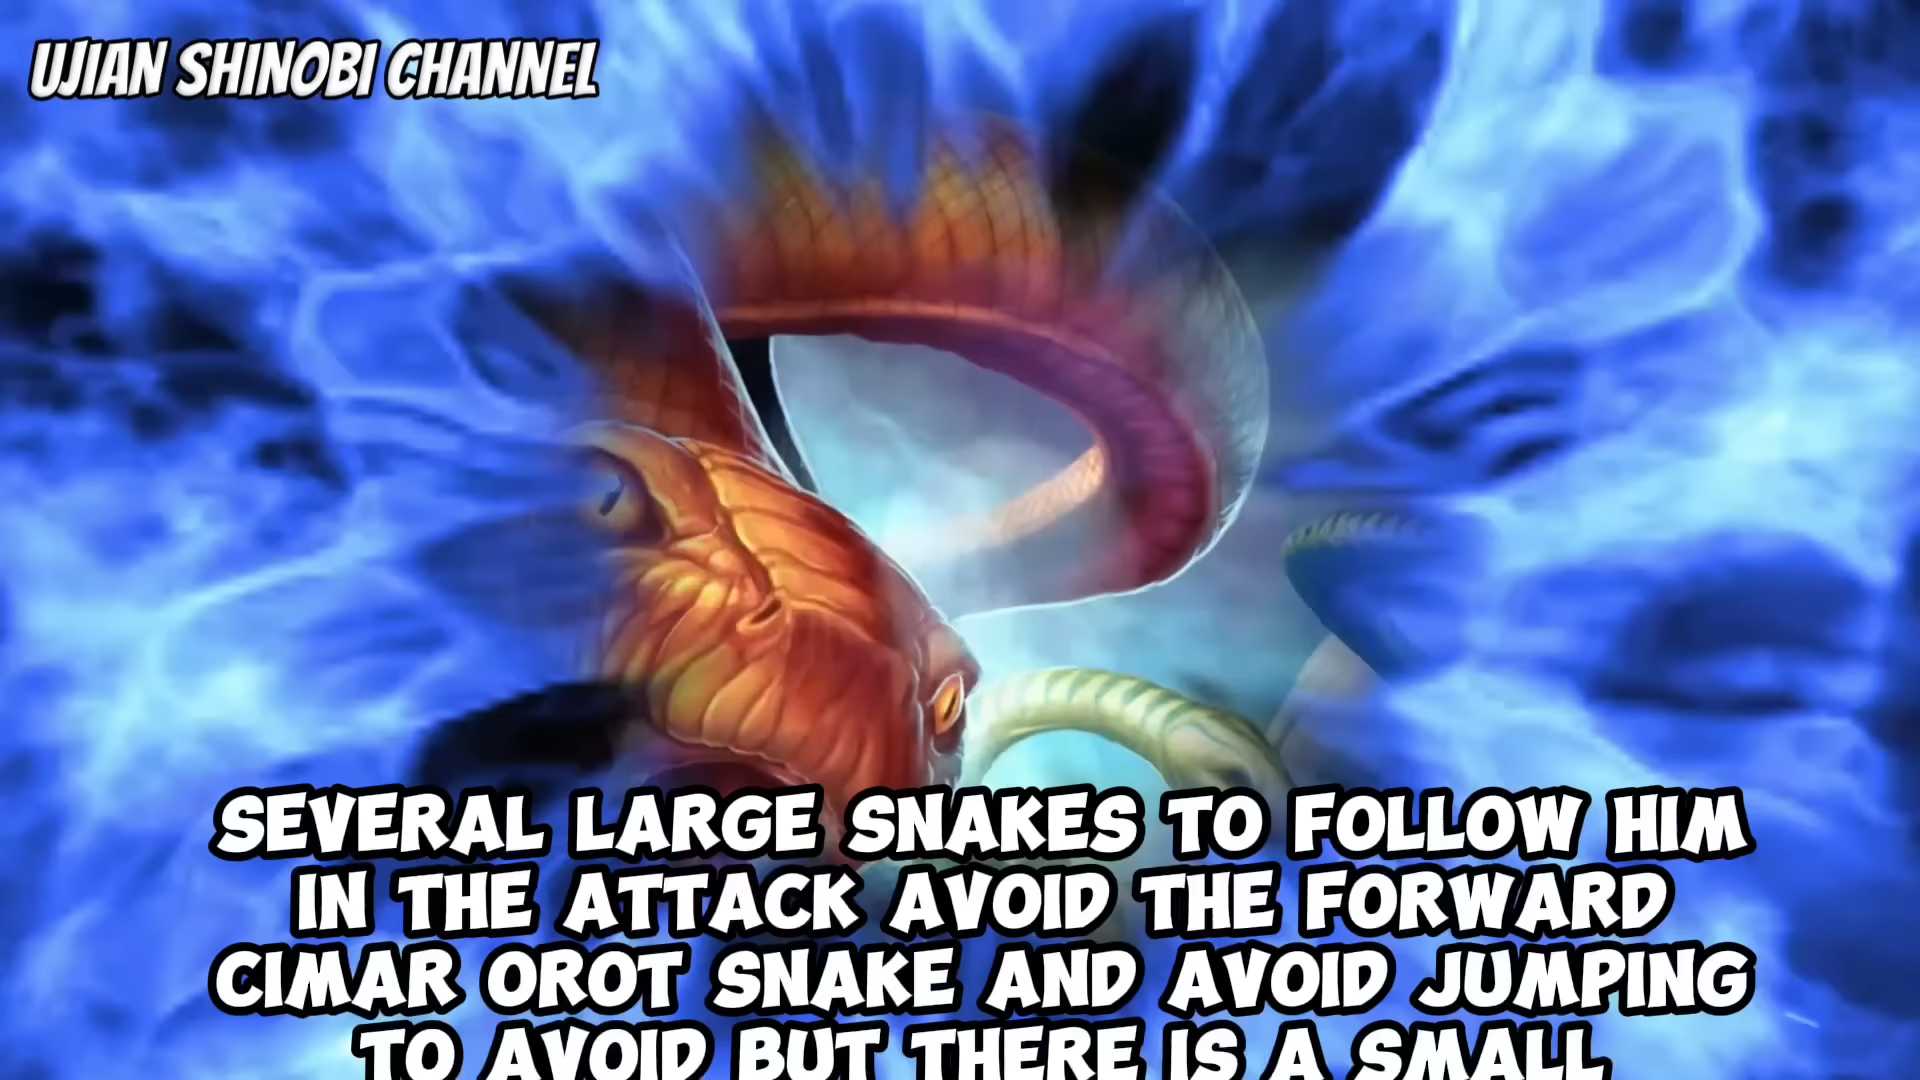 UJIAN SHINOBI CHANNEL
SEVERAL LARGE SNAKES TO FOLLOW HIM
IN THE ATTACK AVOID THE FORWARD
CIMAR OROT SNAKE AND AVOID JUMPING
TO AVOID BUT THERE IS A SMALL